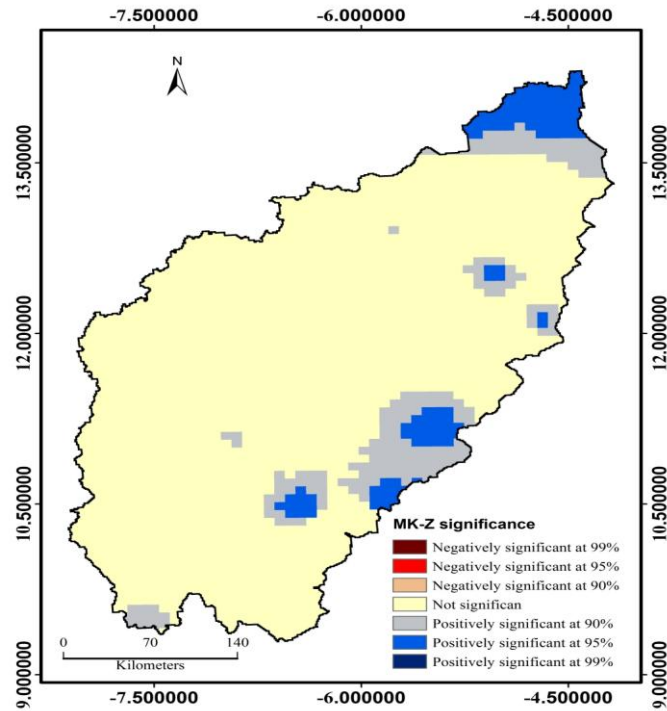 -7.500000 -6.000000 -4.500000
N
13.500000 13.500000
12.000000 12.000000
10.500000 10.500000
MK-Z significance
Negatively significant at 99%
Negatively significant at 95%
Negatively significant at 90%
Not significan
Positively significant at 90%
Positively significant at 95%
Positively significant at 99%
0 70 140
Kilometers
9.000000 9.000000
-7.500000 -6.000000 -4.500000